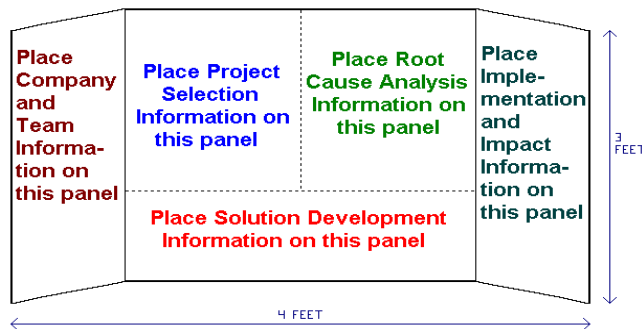 Place
Company
and
Team
Informa-
tion on
this panel
Place Project
Selection
Information on
this panel
Place Root
Cause Analysis
Information on
this panel
Place
Imple-
mentation
and
Impact
Informa-
tion on
this panel
Place Solution Development
Information on this panel
3 FEET
4 FEET